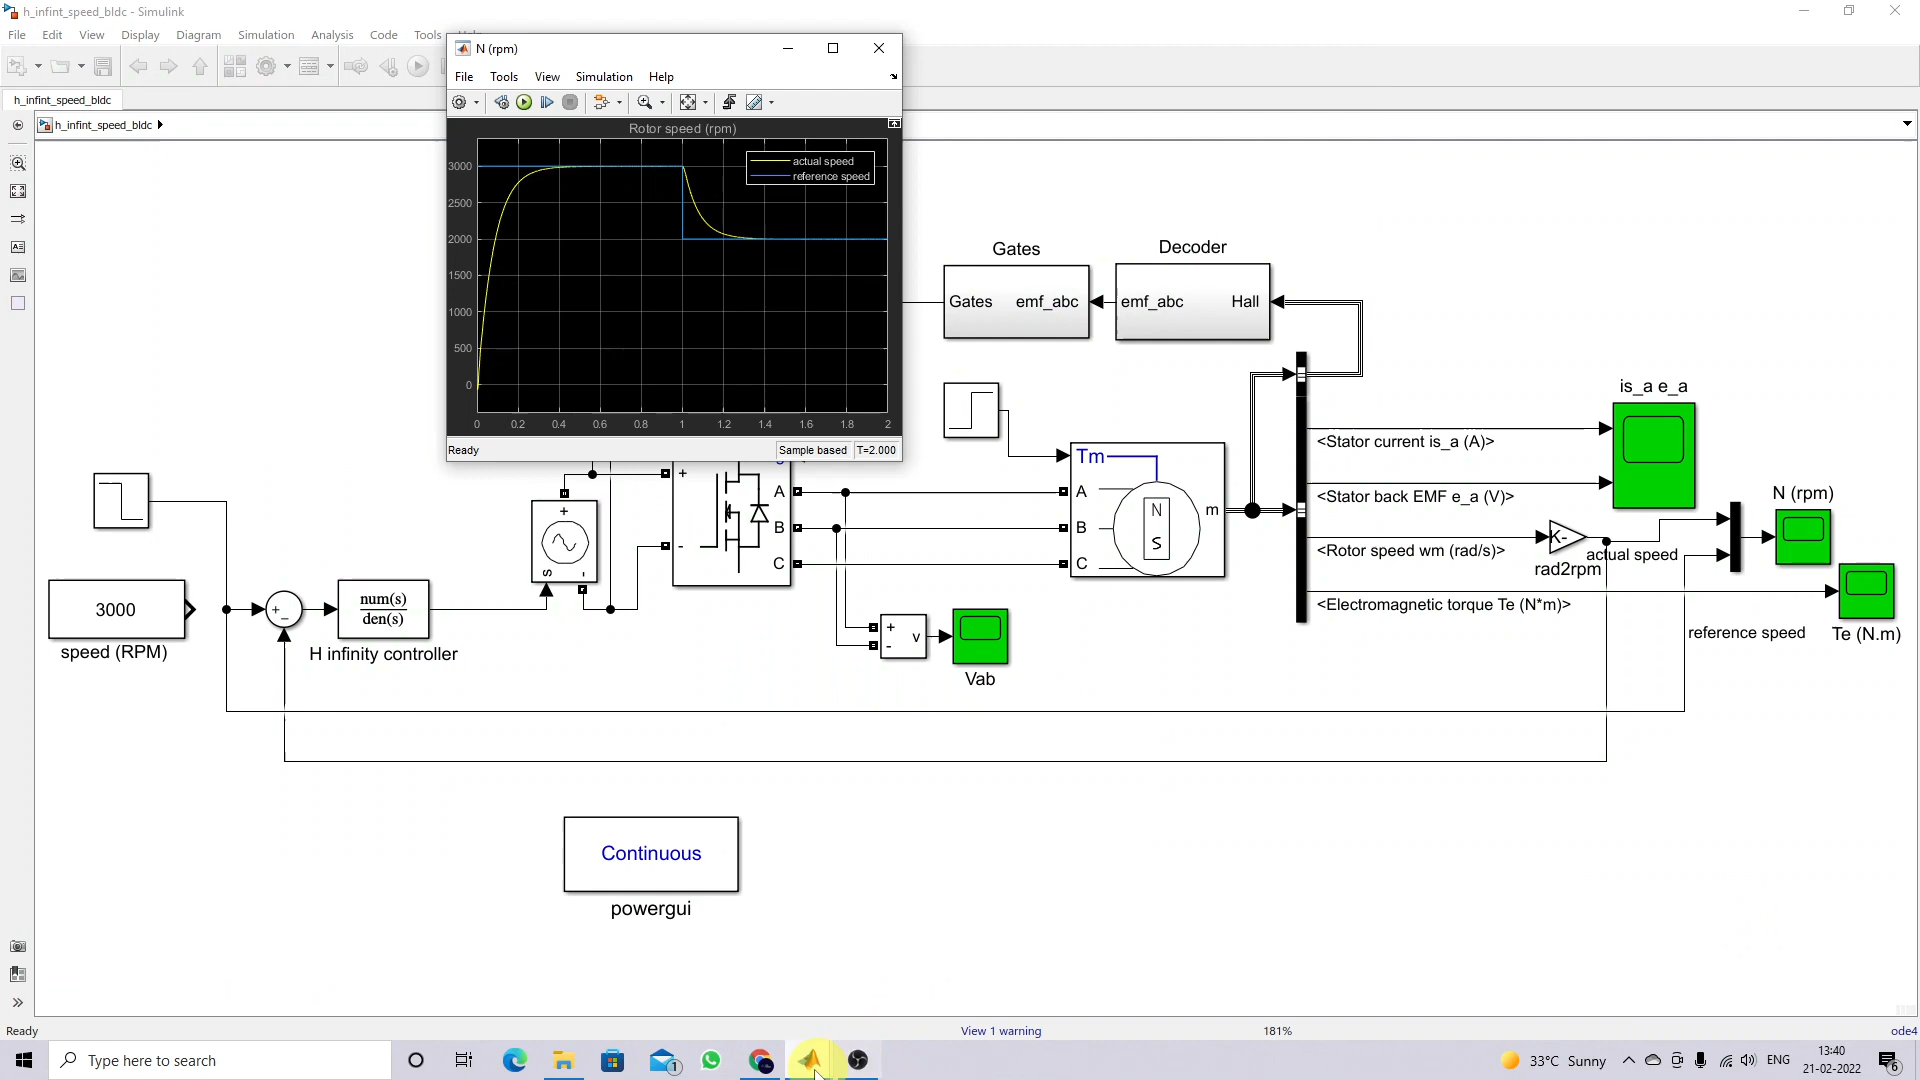 h_infint_speed_bldc - Simulink
File Edit View Display Diagram Simulation Analysis Code Tools
h_infint_speed_bldc
h_infint_speed_bldc
N (rpm)
File Tools View Simulation Help
Rotor speed (rpm)
actual speed
reference speed
3000
2500
2000
1500
1000
500
0
0 0.2 0.4 0.6 0.8 1 1.2 1.4 1.6 1.8 2
Ready Sample based T=2.000
Gates
Decoder
Gates emf_abc
emf_abc Hall
is_a e_a
<Stator current is_a (A)>
<Stator back EMF e_a (V)>
<Rotor speed wm (rad/s)>
<Electromagnetic torque Te (N*m)>
Tm
A
B
C
N
S
m
+
-
A
B
C
+
s
-
K-
rad2rpm
actual speed
N (rpm)
reference speed
Te (N.m)
3000
speed (RPM)
+
-
num(s)
den(s)
H infinity controller
+
-
v
Vab
Continuous
powergui
Ready View 1 warning 181% ode4
Type here to search
1
33°C Sunny
ENG
13:40
21-02-2022
6